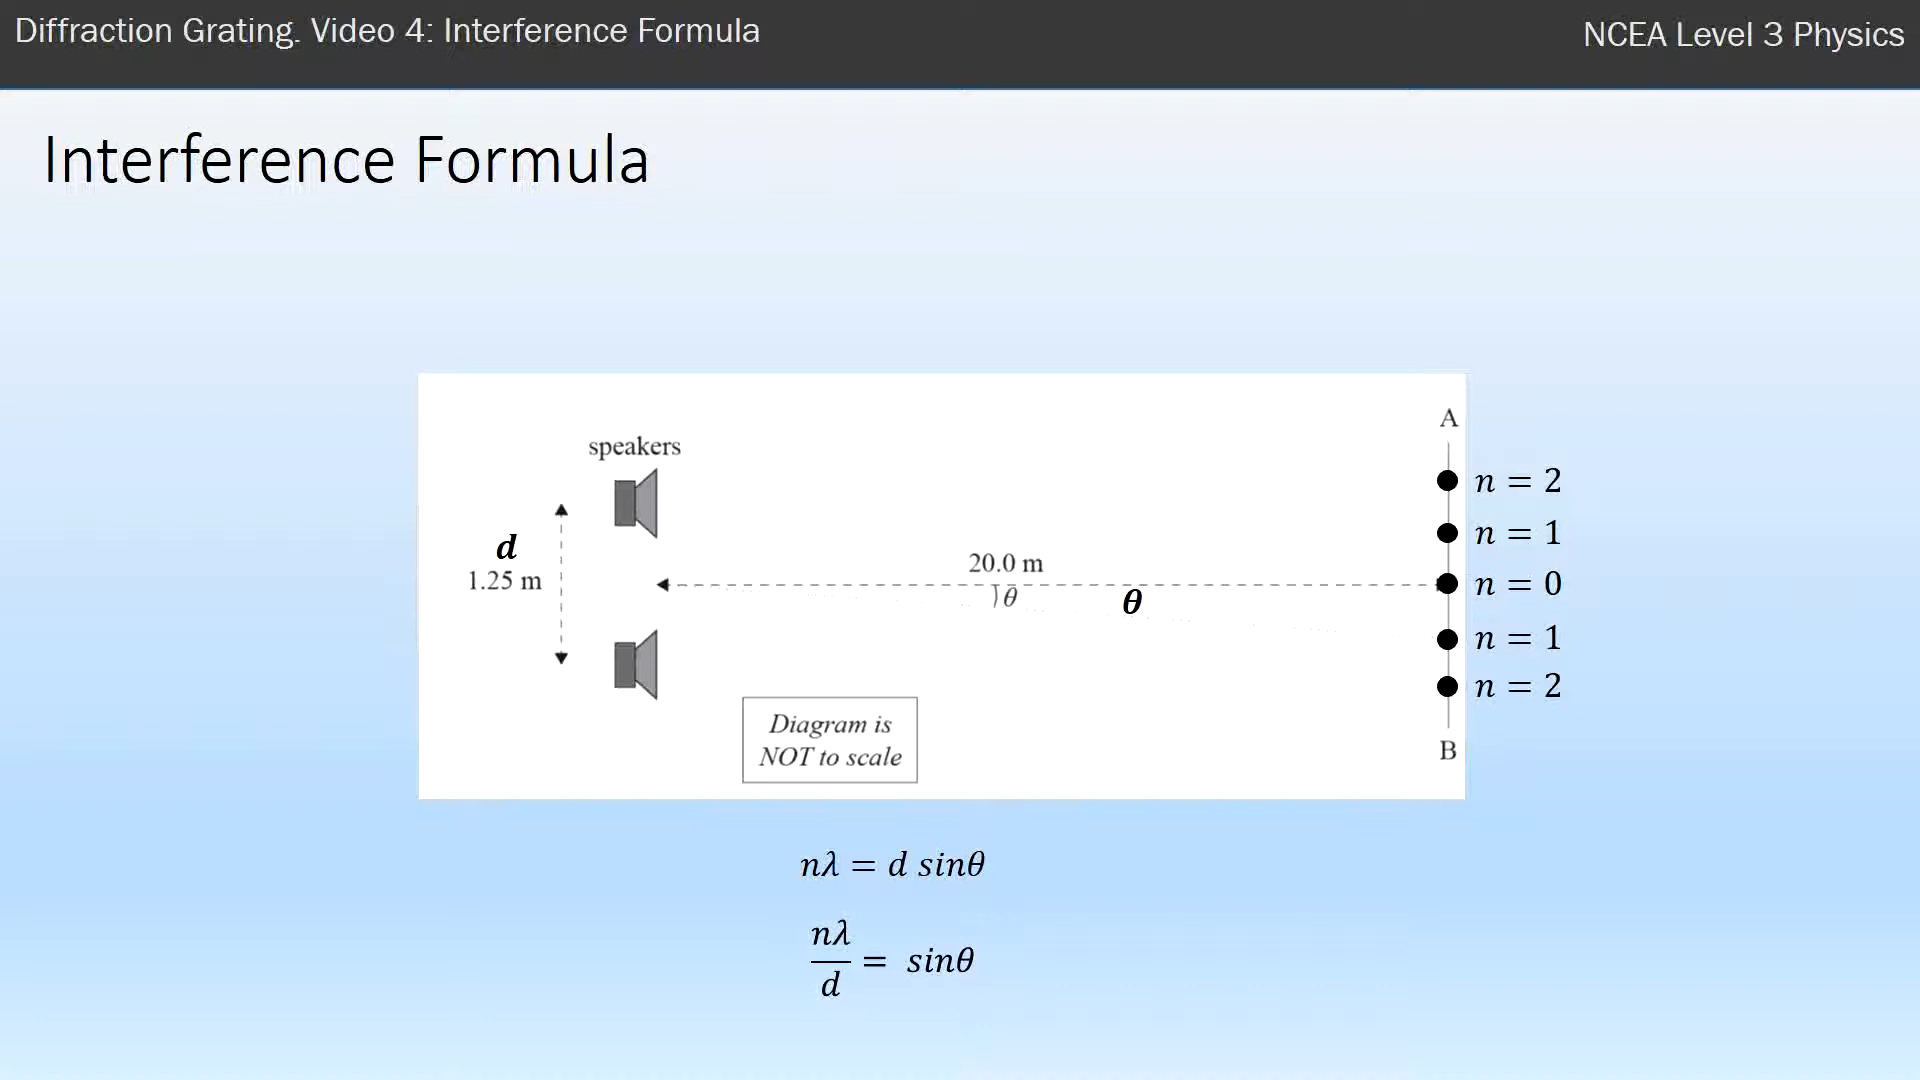 Diffraction Grating. Video 4: Interference Formula
NCEA Level 3 Physics
Interference Formula
A
speakers
n = 2
n = 1
d
20.0 m
1.25 m
n = 0
θ
θ
n = 1
n = 2
Diagram is
NOT to scale
B
nλ = d sinθ
nλ/d = sinθ